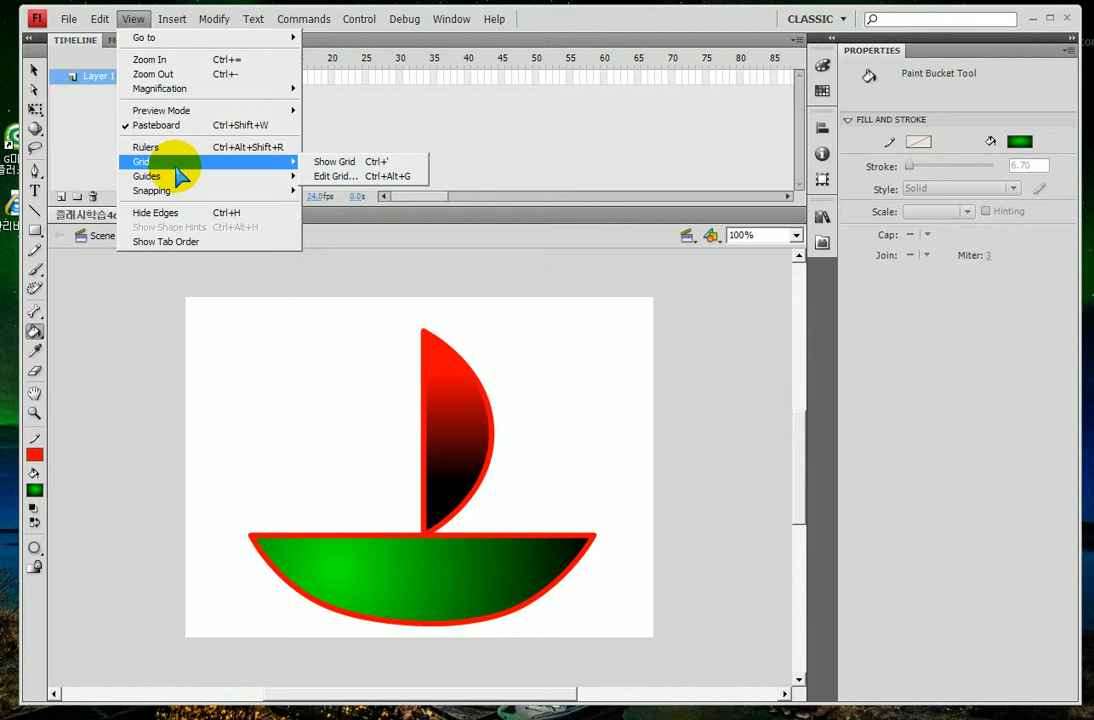 Fl File Edit View Insert Modify Text Commands Control Debug Window Help CLASSIC
TIMELINE
PROPERTIES
Go to
Layer 1
20 25 30 35 40 45 50 55 60 65 70 75 80 85
Paint Bucket Tool
Zoom In Ctrl+=
Zoom Out Ctrl+-
Magnification
Preview Mode
Pasteboard Ctrl+Shift+W
FILL AND STROKE
Rulers Ctrl+Alt+Shift+R
Grid
Show Grid Ctrl+'
Stroke: 6.70
Guides
Edit Grid... Ctrl+Alt+G
Snapping
Style: Solid
24.0fps 0.0s
Hide Edges Ctrl+H
Scale: Hinting
Show Shape Hints Ctrl+Alt+H
Show Tab Order
Scene
100%
Cap:
Join: Miter: 3